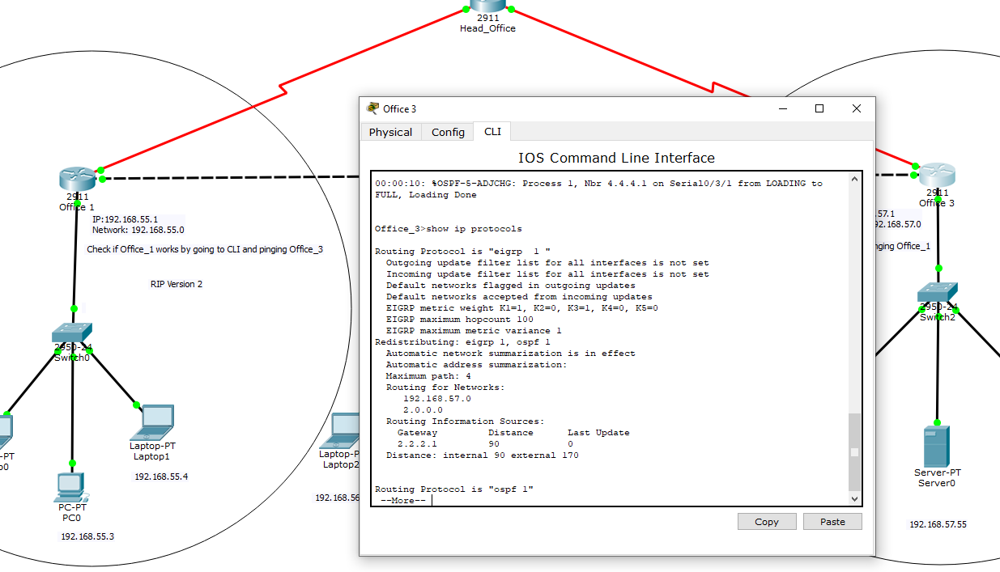 2911
Head_Office
Office 3
Physical
Config
CLI
IOS Command Line Interface
00:00:10: %OSPF-5-ADJCHG: Process 1, Nbr 4.4.4.1 on Serial0/3/1 from LOADING to
FULL, Loading Done
Office_3>show ip protocols
Routing Protocol is "eigrp  1 "
Outgoing update filter list for all interfaces is not set
Incoming update filter list for all interfaces is not set
Default networks flagged in outgoing updates
Default networks accepted from incoming updates
EIGRP metric weight K1=1, K2=0, K3=1, K4=0, K5=0
EIGRP maximum hopcount 100
EIGRP maximum metric variance 1
Redistributing: eigrp 1, ospf 1
Automatic network summarization is in effect
Automatic address summarization:
Maximum path: 4
Routing for Networks:
192.168.57.0
2.0.0.0
Routing Information Sources:
Gateway Distance Last Update
2.2.2.1 90 0
Distance: internal 90 external 170
Routing Protocol is "ospf 1"
--More--
Copy
Paste
2911
Office 1
IP:192.168.55.1
Network: 192.168.55.0
Check if Office_1 works by going to CLI and pinging Office_3
RIP Version 2
2950-24
Switch0
Laptop-PT
Laptop1
192.168.55.4
-PT
p0
PC-PT
PC0
192.168.55.3
Laptop-P
Laptop2
192.168.56
2911
Office 3
57.1
92.168.57.0
nging Office_1
2950-24
Switch2
Server-PT
Server0
192.168.57.55